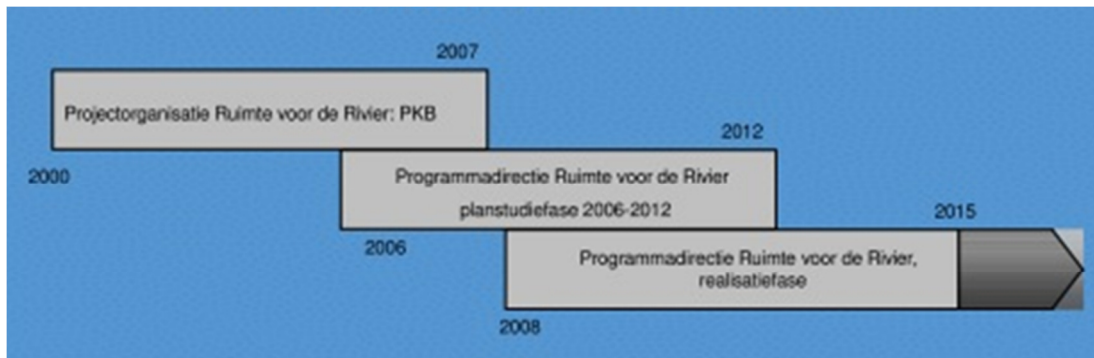 2007
Projectorganisatie Ruimte voor de Rivier: PKB
2000
2012
Programmadirectie Ruimte voor de Rivier
planstudiefase 2006-2012
2006
2015
Programmadirectie Ruimte voor de Rivier,
realisatiefase
2008